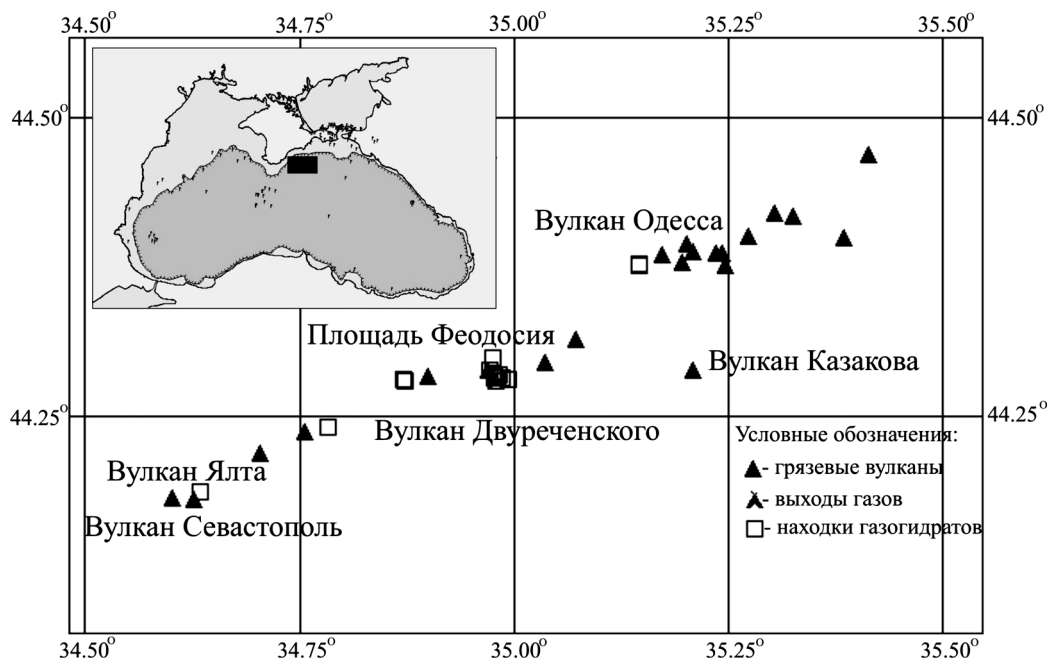 34.50° 34.75° 35.00° 35.25° 35.50°
44.50° 44.50°
Вулкан Одесса
Площадь Феодосия
Вулкан Казакова
44.25° 44.25°
Вулкан Двуреченского
Условные обозначения:
Вулкан Ялта
- грязевые вулканы
- выходы газов
Вулкан Севастополь
- находки газогидратов
34.50° 34.75° 35.00° 35.25° 35.50°